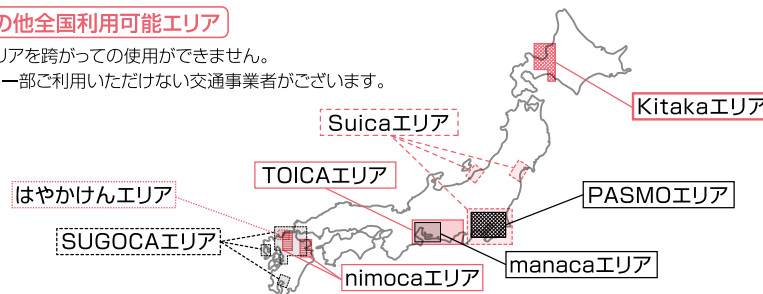 の他全国利用可能エリア
リアを跨がっての使用ができません。
一部ご利用いただけない交通事業者がございます。
Kitakaエリア
Suicaエリア
TOICAエリア
はやかけんエリア
PASMOエリア
SUGOCAエリア
manacaエリア
nimocaエリア